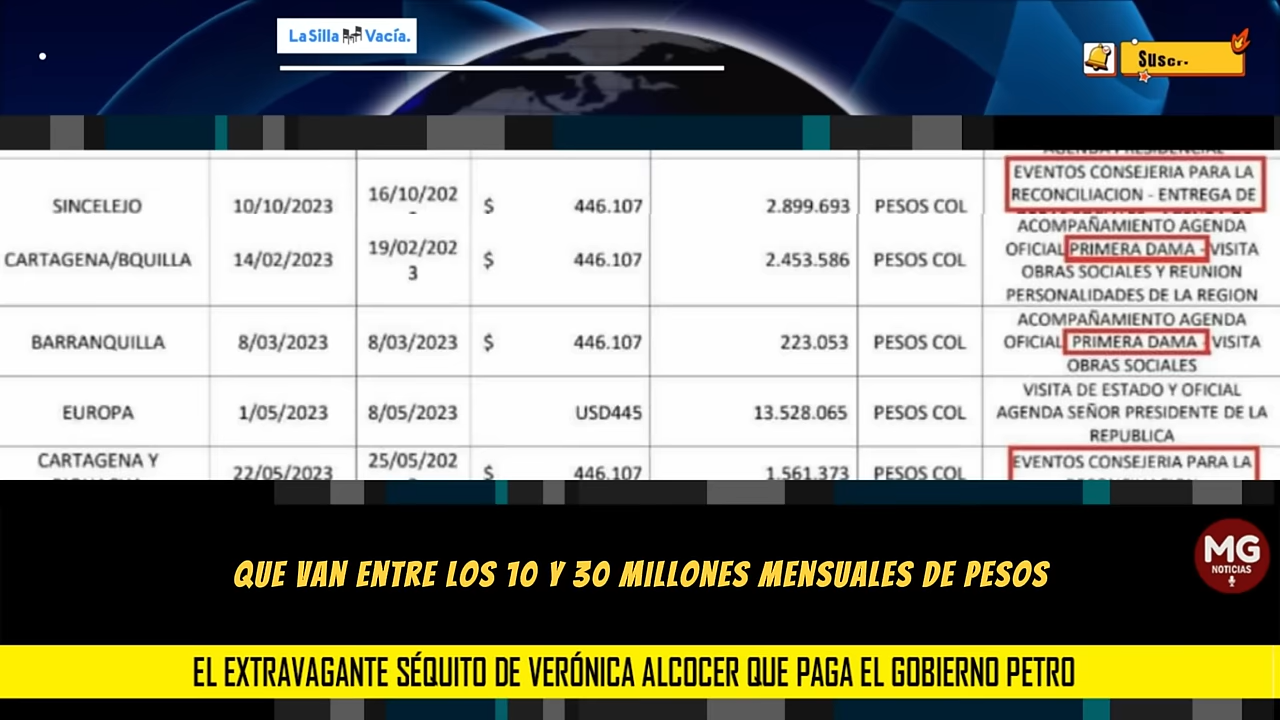 La Silla Vacía.
Suscr.
AGENDA PRESIDENCIAL
SINCELEJO 10/10/2023 16/10/202 $ 446.107 2.899.693 PESOS COL EVENTOS CONSEJERIA PARA LA
RECONCILIACION - ENTREGA DE
CARTAGENA/BQUILLA 14/02/2023 19/02/202
3 $ 446.107 2.453.586 PESOS COL ACOMPAÑAMIENTO AGENDA
OFICIAL PRIMERA DAMA - VISITA
OBRAS SOCIALES Y REUNION
PERSONALIDADES DE LA REGION
BARRANQUILLA 8/03/2023 8/03/2023 $ 446.107 223.053 PESOS COL ACOMPAÑAMIENTO AGENDA
OFICIAL PRIMERA DAMA - VISITA
OBRAS SOCIALES
EUROPA 1/05/2023 8/05/2023 USD445 13.528.065 PESOS COL VISITA DE ESTADO Y OFICIAL
AGENDA SEÑOR PRESIDENTE DE LA
REPUBLICA
CARTAGENA Y 22/05/2023 25/05/202 $ 446.107 1.561.373 PESOS COL EVENTOS CONSEJERIA PARA LA
QUE VAN ENTRE LOS 10 Y 30 MILLONES MENSUALES DE PESOS
MG
NOTICIAS
EL EXTRAVAGANTE SÉQUITO DE VERÓNICA ALCOCER QUE PAGA EL GOBIERNO PETRO